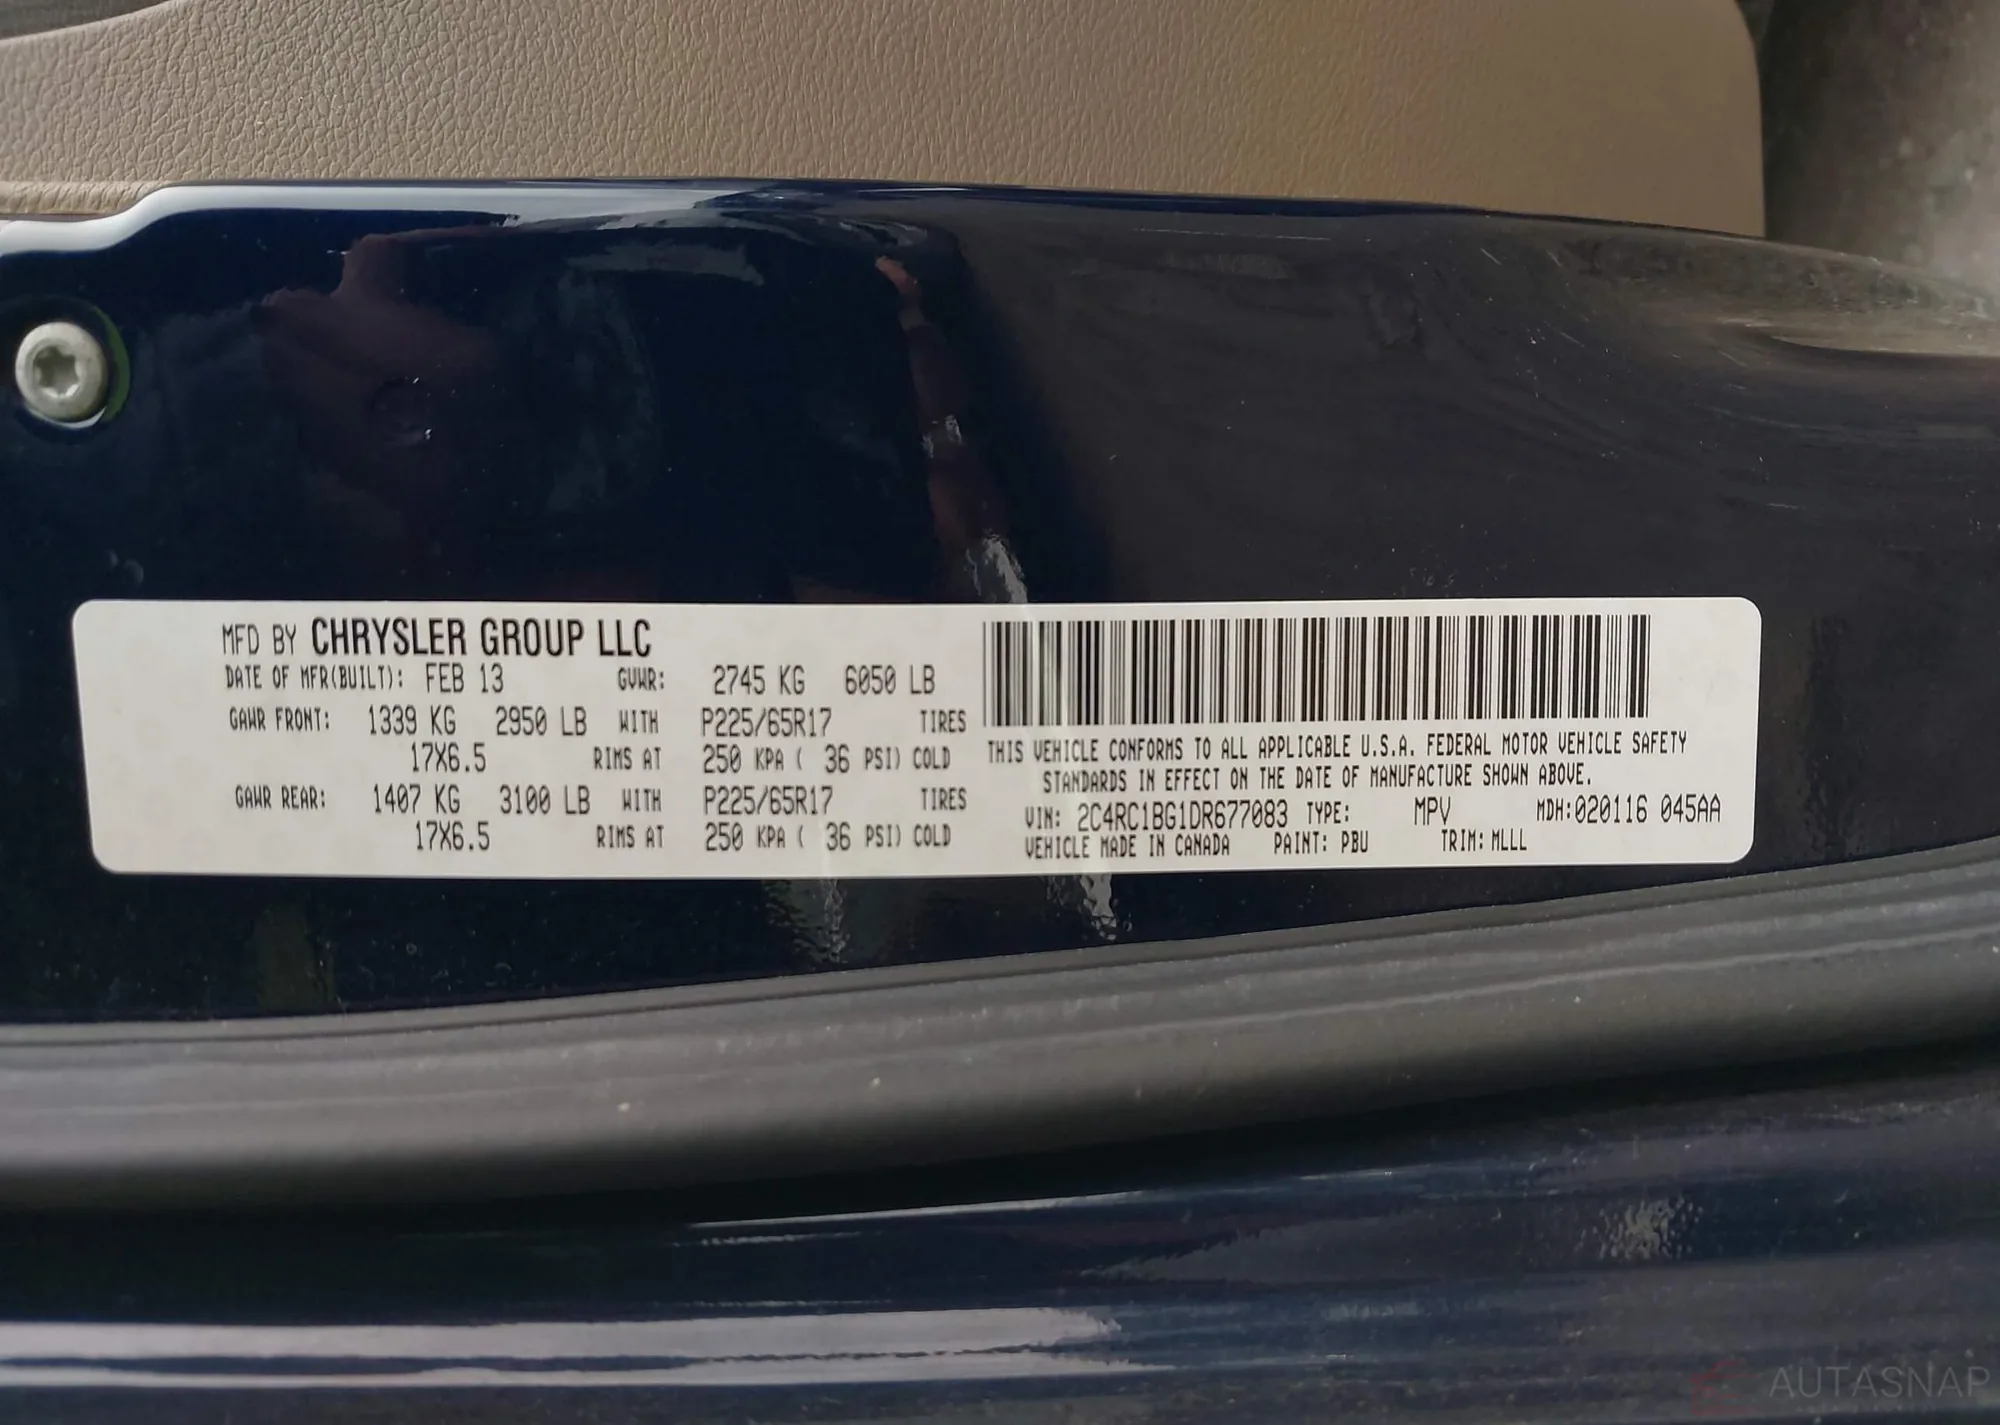 MFD BY CHRYSLER GROUP LLC
DATE OF MFR(BUILT): FEB 13 GVWR: 2745 KG 6050 LB
GAWR FRONT: 1339 KG 2950 LB WITH P225/65R17 TIRES
17X6.5 RIMS AT 250 KPA ( 36 PSI) COLD
GAWR REAR: 1407 KG 3100 LB WITH P225/65R17 TIRES
17X6.5 RIMS AT 250 KPA ( 36 PSI) COLD
THIS VEHICLE CONFORMS TO ALL APPLICABLE U.S.A. FEDERAL MOTOR VEHICLE SAFETY
STANDARDS IN EFFECT ON THE DATE OF MANUFACTURE SHOWN ABOVE.
VIN: 2C4RC1BG1DR677083 TYPE: MPV MDH:020116 045AA
VEHICLE MADE IN CANADA PAINT: PBU TRIM: MLLL
AUTASNAP